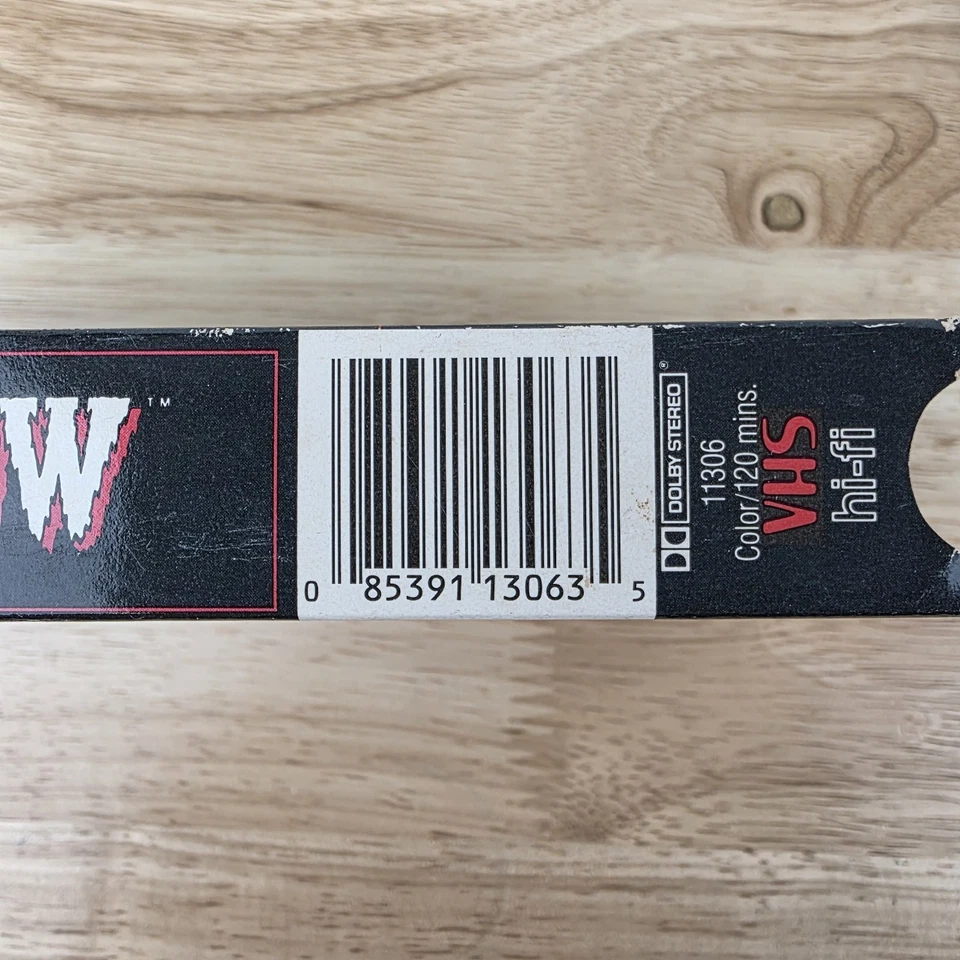 W™
0 85391 13063 5
DOLBY STEREO®
11306
Color/120 mins.
VHS
hi-fi